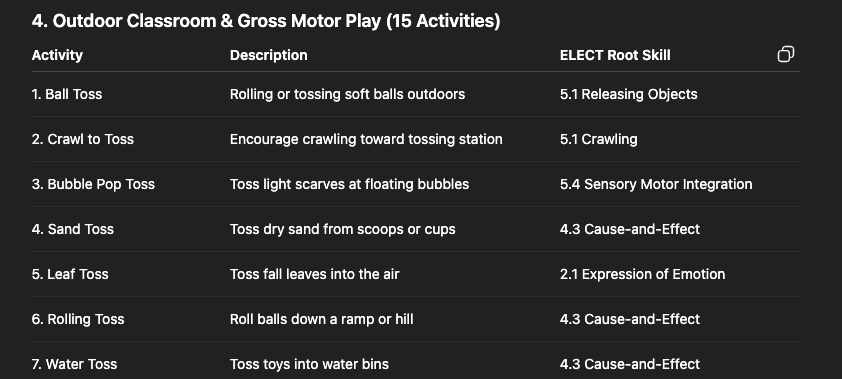 4. Outdoor Classroom & Gross Motor Play (15 Activities)
Activity Description ELECT Root Skill
1. Ball Toss Rolling or tossing soft balls outdoors 5.1 Releasing Objects
2. Crawl to Toss Encourage crawling toward tossing station 5.1 Crawling
3. Bubble Pop Toss Toss light scarves at floating bubbles 5.4 Sensory Motor Integration
4. Sand Toss Toss dry sand from scoops or cups 4.3 Cause-and-Effect
5. Leaf Toss Toss fall leaves into the air 2.1 Expression of Emotion
6. Rolling Toss Roll balls down a ramp or hill 4.3 Cause-and-Effect
7. Water Toss Toss toys into water bins 4.3 Cause-and-Effect